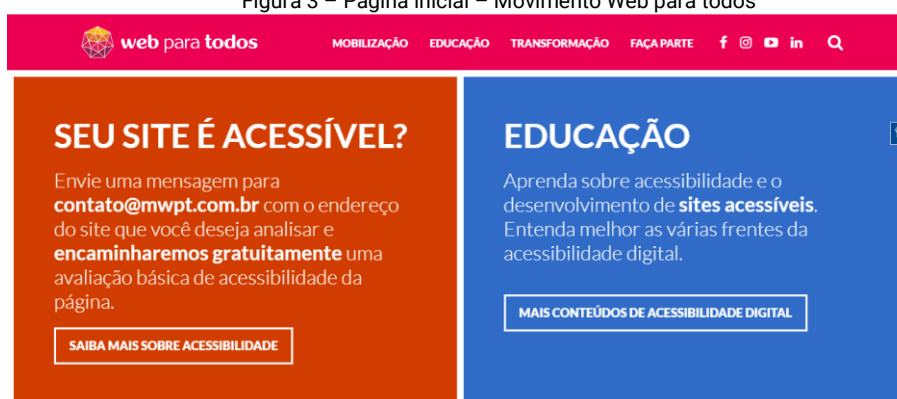 Figura 3 – Página inicial – Movimento Web para todos
web para todos
MOBILIZAÇÃO EDUCAÇÃO TRANSFORMAÇÃO FAÇA PARTE
SEU SITE É ACESSÍVEL?
Envie uma mensagem para
contato@mwpt.com.br com o endereço
do site que você deseja analisar e
encaminharemos gratuitamente uma
avaliação básica de acessibilidade da
página.
SAIBA MAIS SOBRE ACESSIBILIDADE
EDUCAÇÃO
Aprenda sobre acessibilidade e o
desenvolvimento de sites acessíveis.
Entenda melhor as várias frentes da
acessibilidade digital.
MAIS CONTEÚDOS DE ACESSIBILIDADE DIGITAL